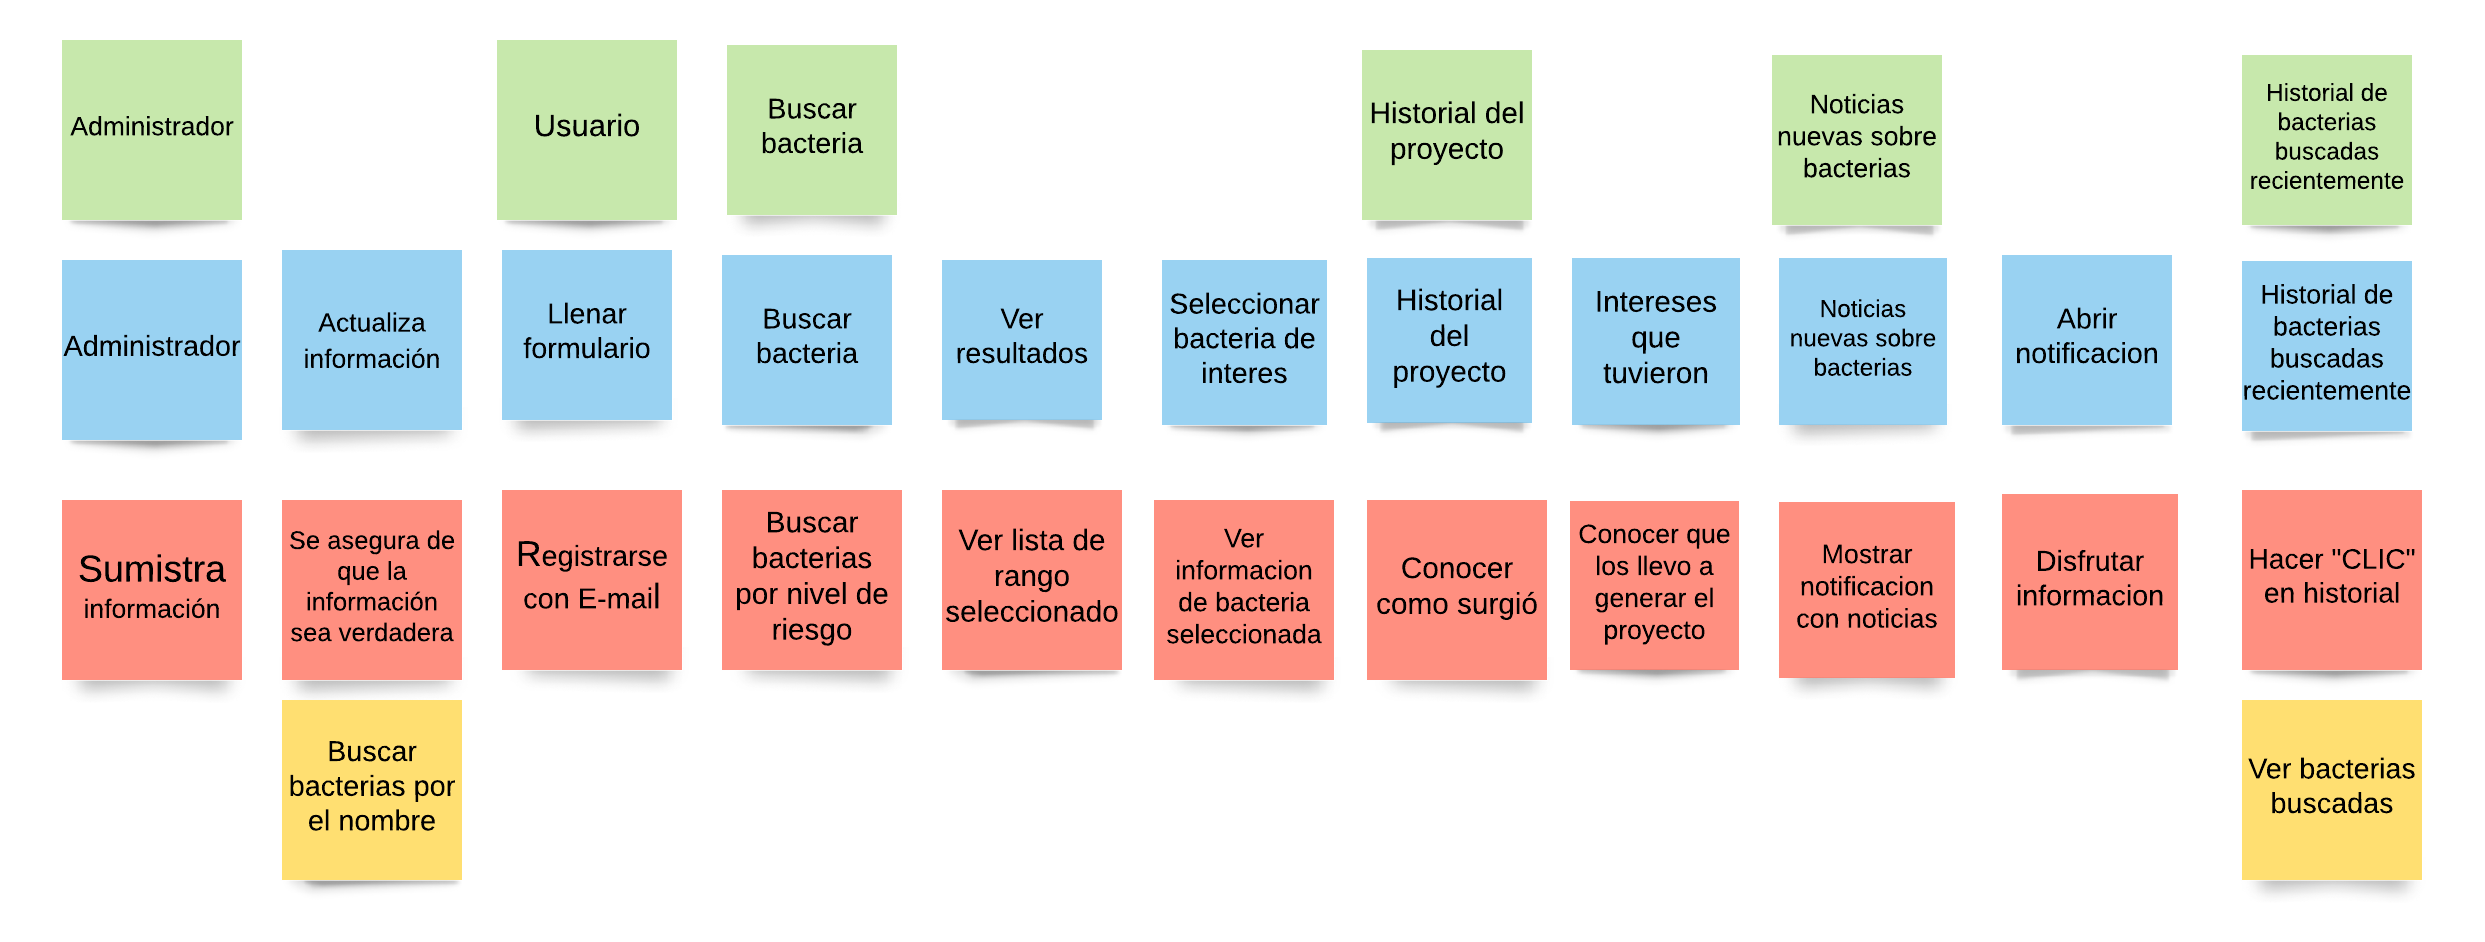 Administrador
Usuario
Buscar
bacteria
Historial del
proyecto
Noticias
nuevas sobre
bacterias
Historial de
bacterias
buscadas
recientemente
Administrador
Actualiza
información
Llenar
formulario
Buscar
bacteria
Ver
resultados
Seleccionar
bacteria de
interes
Historial
del
proyecto
Intereses
que
tuvieron
Noticias
nuevas sobre
bacterias
Abrir
notificacion
Historial de
bacterias
buscadas
recientemente
Sumistra
información
Se asegura de
que la
información
sea verdadera
Registrarse
con E-mail
Buscar
bacterias
por nivel de
riesgo
Ver lista de
rango
seleccionado
Ver
informacion
de bacteria
seleccionada
Conocer
como surgió
Conocer que
los llevo a
generar el
proyecto
Mostrar
notificacion
con noticias
Disfrutar
informacion
Hacer "CLIC"
en historial
Buscar
bacterias por
el nombre
Ver bacterias
buscadas